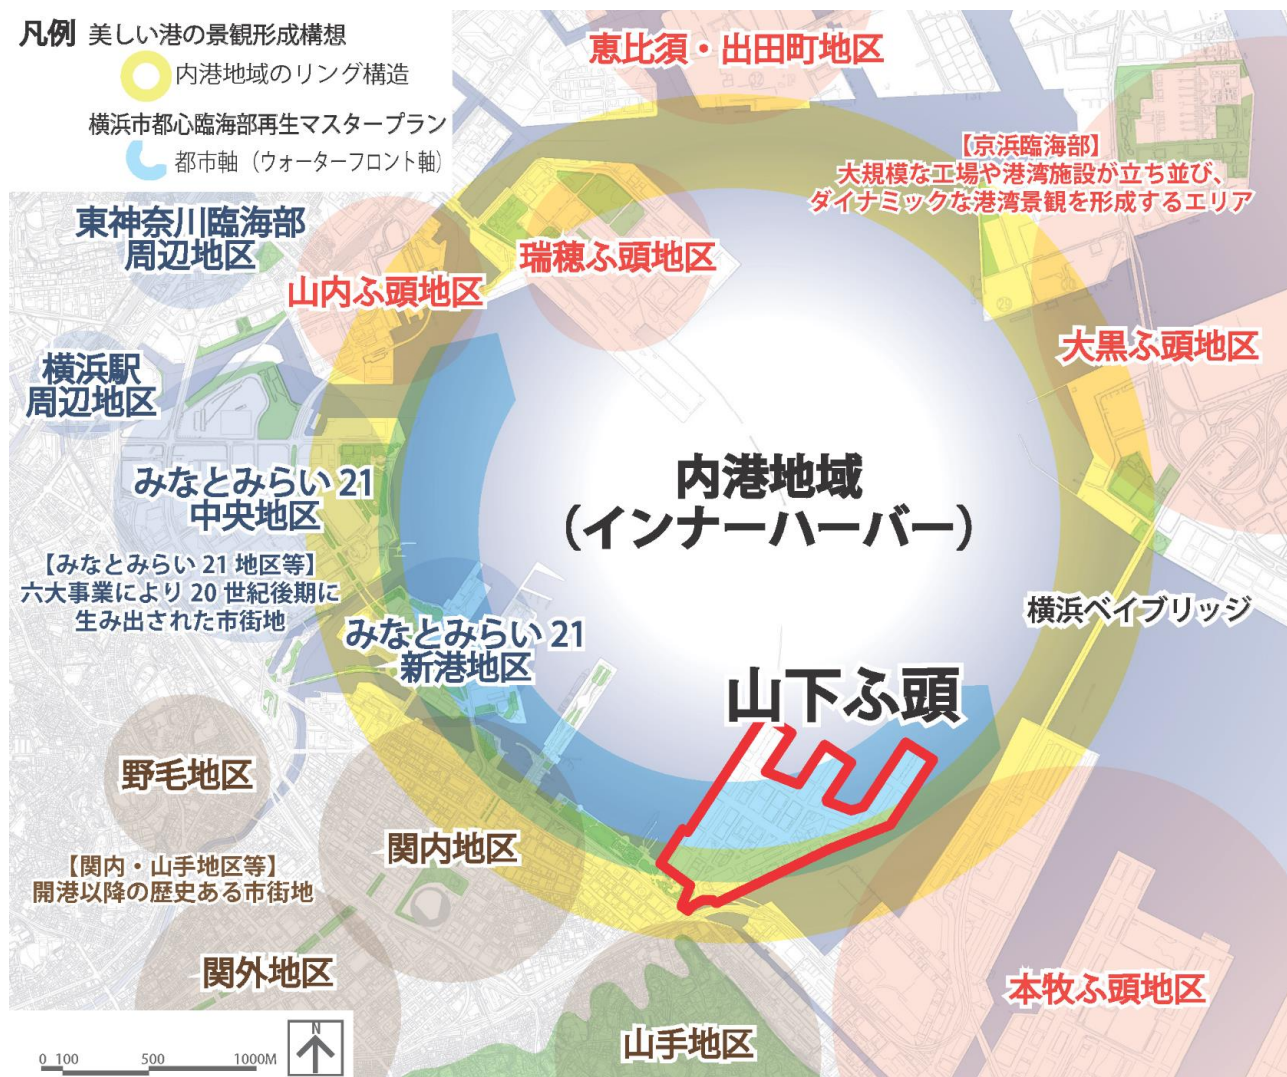 凡例 美しい港の景観形成構想
内港地域のリング構造
横浜市都心臨海部再生マスタープラン
都市軸（ウォーターフロント軸）
恵比須・出田町地区
【京浜臨海部】
大規模な工場や港湾施設が立ち並び、
ダイナミックな港湾景観を形成するエリア
東神奈川臨海部
周辺地区
山内ふ頭地区
瑞穂ふ頭地区
大黒ふ頭地区
横浜駅
周辺地区
みなとみらい 21
中央地区
内港地域
（インナーハーバー）
【みなとみらい 21 地区等】
六大事業により 20 世紀後期に
生み出された市街地
みなとみらい 21
新港地区
横浜ベイブリッジ
山下ふ頭
野毛地区
関内地区
【関内・山手地区等】
開港以降の歴史ある市街地
関外地区
本牧ふ頭地区
山手地区
0 100 500 1000M
N